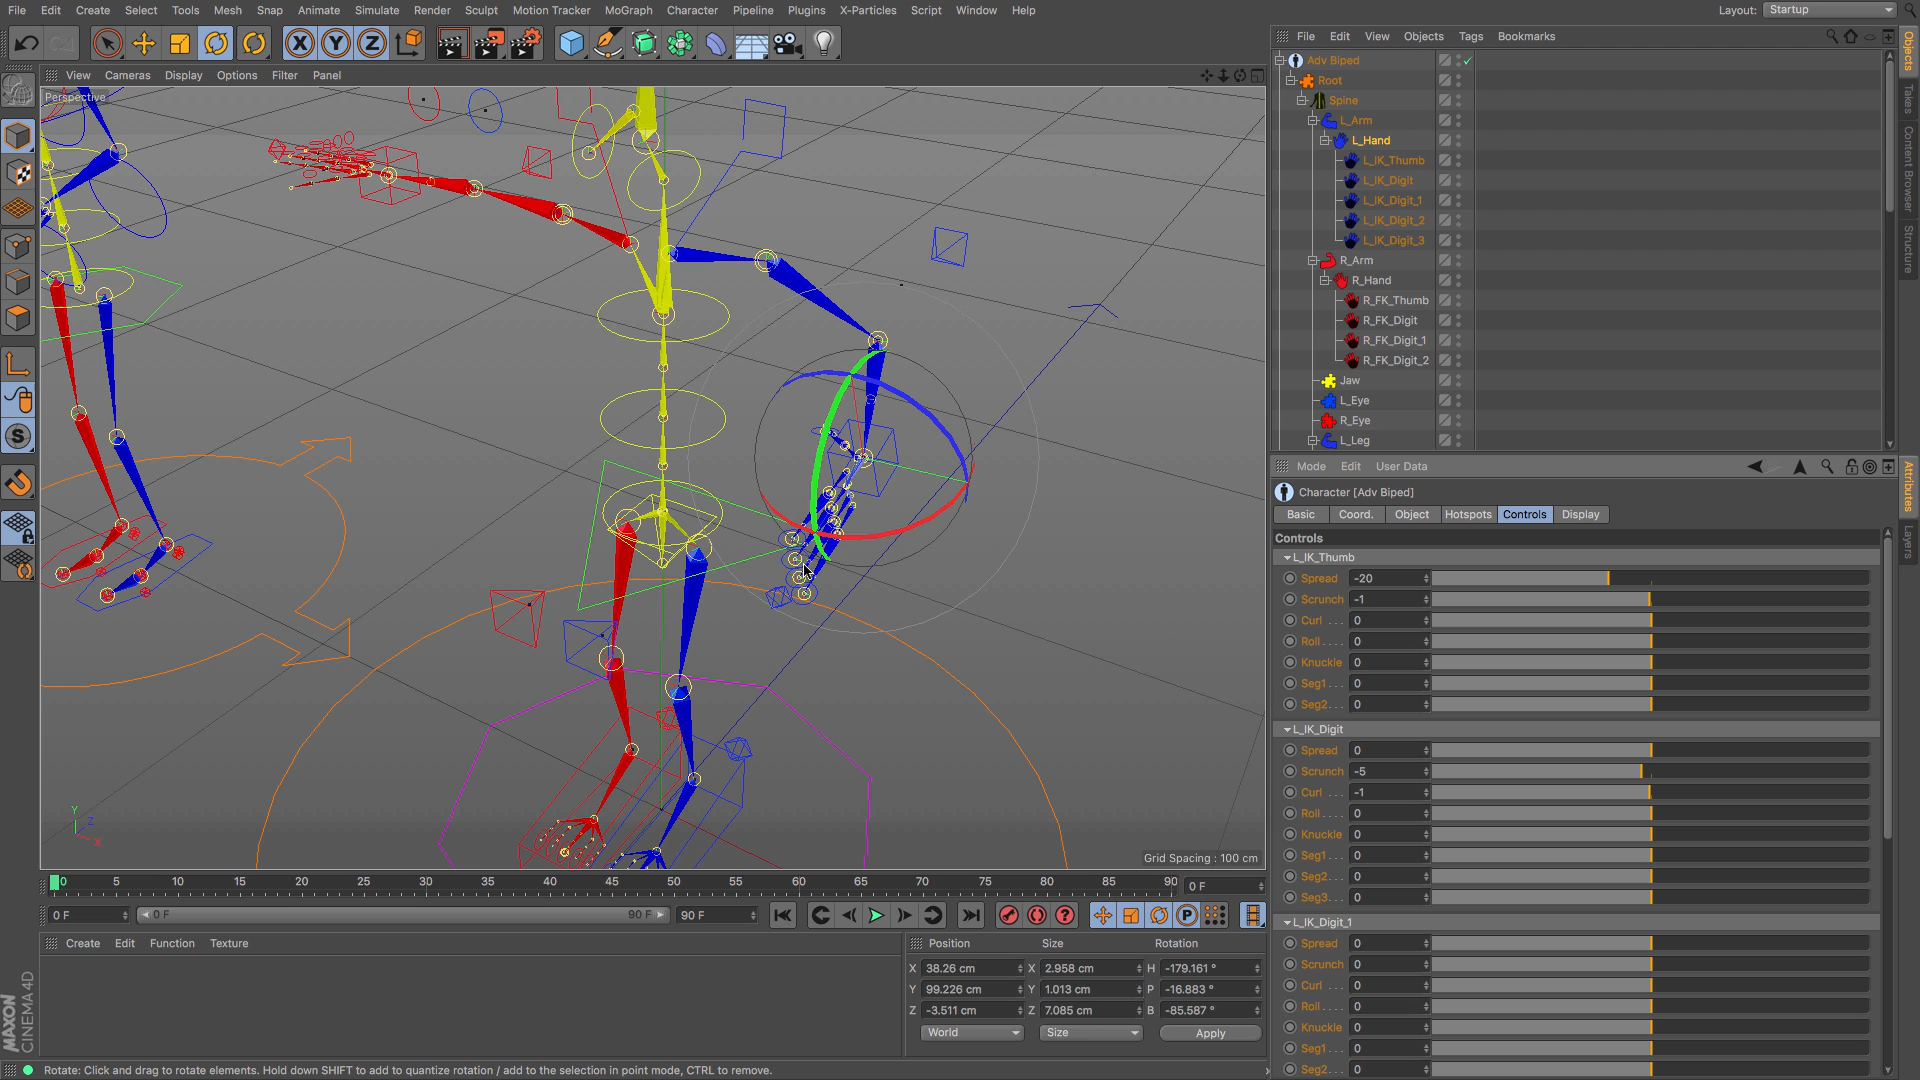 File Edit Create Select Tools Mesh Snap Animate Simulate Render Sculpt Motion Tracker MoGraph Character Pipeline Plugins X-Particles Script Window Help
Layout: Startup
X Y Z
View Cameras Display Options Filter Panel
Perspective
S
Y
Z
X
Grid Spacing : 100 cm
File Edit View Objects Tags Bookmarks
Adv Biped
Root
Spine
L_Arm
L_Hand
L_IK_Thumb
L_IK_Digit
L_IK_Digit_1
L_IK_Digit_2
L_IK_Digit_3
R_Arm
R_Hand
R_FK_Thumb
R_FK_Digit
R_FK_Digit_1
R_FK_Digit_2
Jaw
L_Eye
R_Eye
L_Leg
Objects
Takes
Content Browser
Structure
Mode Edit User Data
Character [Adv Biped]
Basic Coord. Object Hotspots Controls Display
Controls
L_IK_Thumb
Spread -20
Scrunch -1
Curl . . . 0
Roll . . . . 0
Knuckle 0
Seg1 . . . 0
Seg2. . . 0
L_IK_Digit
Spread 0
Scrunch -5
Curl . . . -1
Roll . . . . 0
Knuckle 0
Seg1 . . . 0
Seg2. . . 0
Seg3. . . 0
L_IK_Digit_1
Spread 0
Scrunch 0
Curl . . . 0
Roll . . . . 0
Knuckle 0
Seg1 . . . 0
Seg2. . . 0
Attributes
Layers
0 5 10 15 20 25 30 35 40 45 50 55 60 65 70 75 80 85 90
0 F
0 F 0 F 90 F 90 F
P
Create Edit Function Texture
Position Size Rotation
X 38.26 cm X 2.958 cm H -179.161 °
Y 99.226 cm Y 1.013 cm P -16.883 °
Z -3.511 cm Z 7.085 cm B -85.587 °
World Size Apply
MAXON
CINEMA 4D
Rotate: Click and drag to rotate elements. Hold down SHIFT to add to quantize rotation / add to the selection in point mode, CTRL to remove.